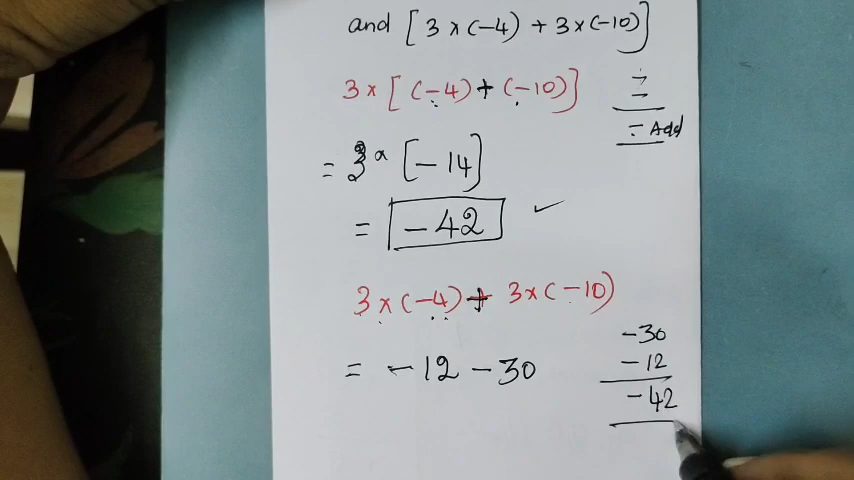 and [3×(-4) + 3×(-10)]
3×[(-4)+(-10)]
-
-
- Add
= 3 × [-14]
= -42 ✓
3×(-4)+ 3×(-10)
= -12 -30
-30
-12
-42